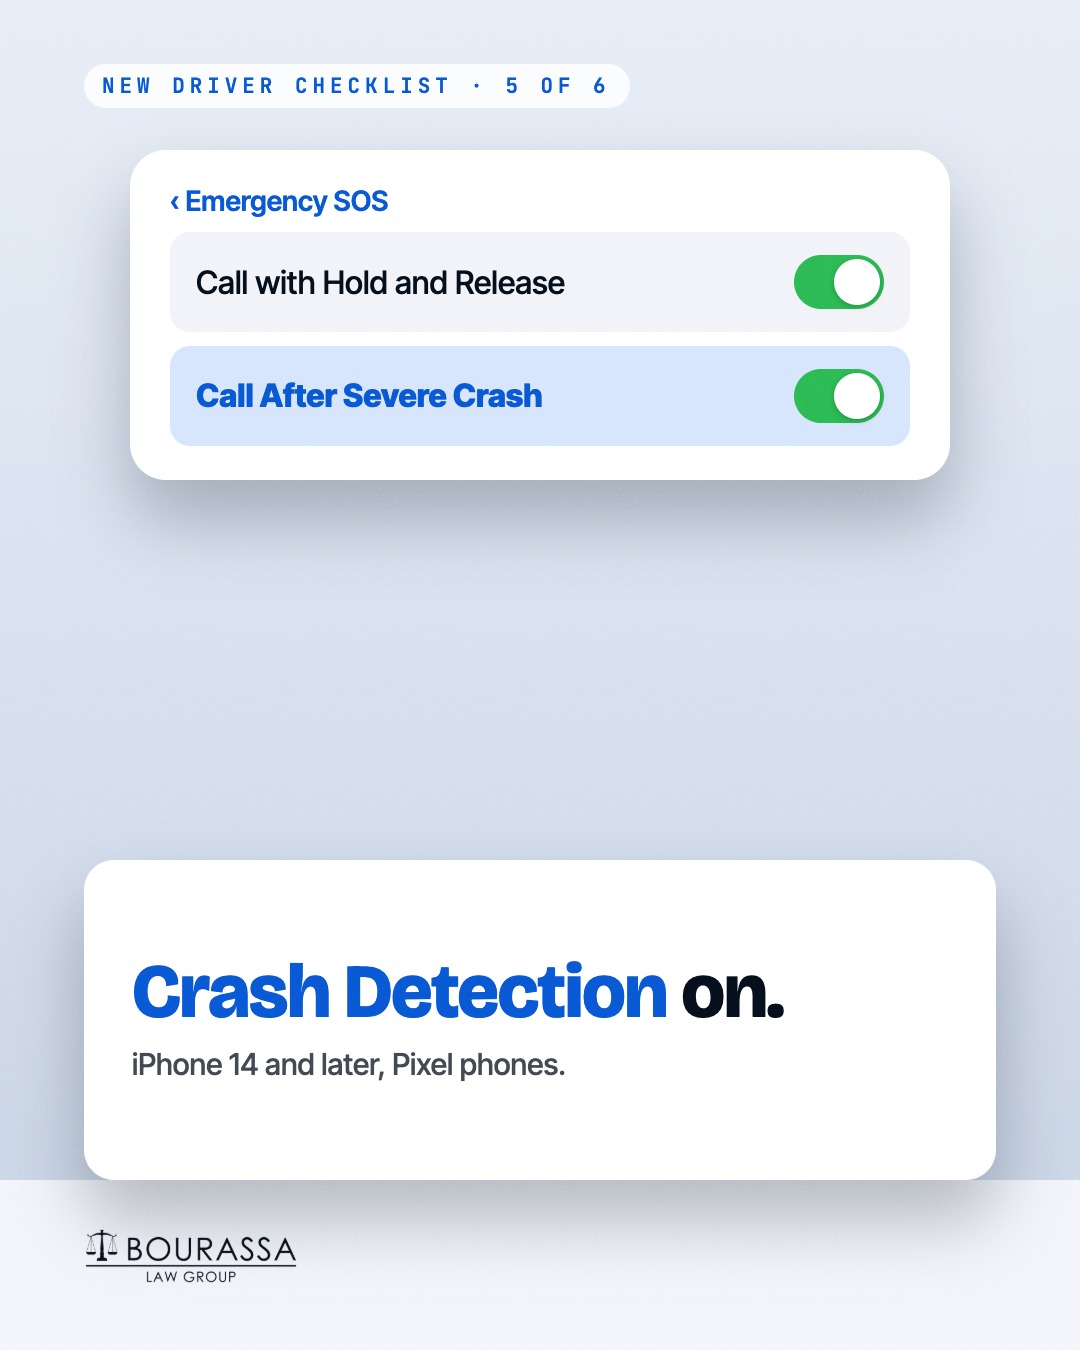 NEW DRIVER CHECKLIST · 5 OF 6
‹ Emergency SOS
Call with Hold and Release
Call After Severe Crash
Crash Detection on.
iPhone 14 and later, Pixel phones.
BOURASSA
LAW GROUP